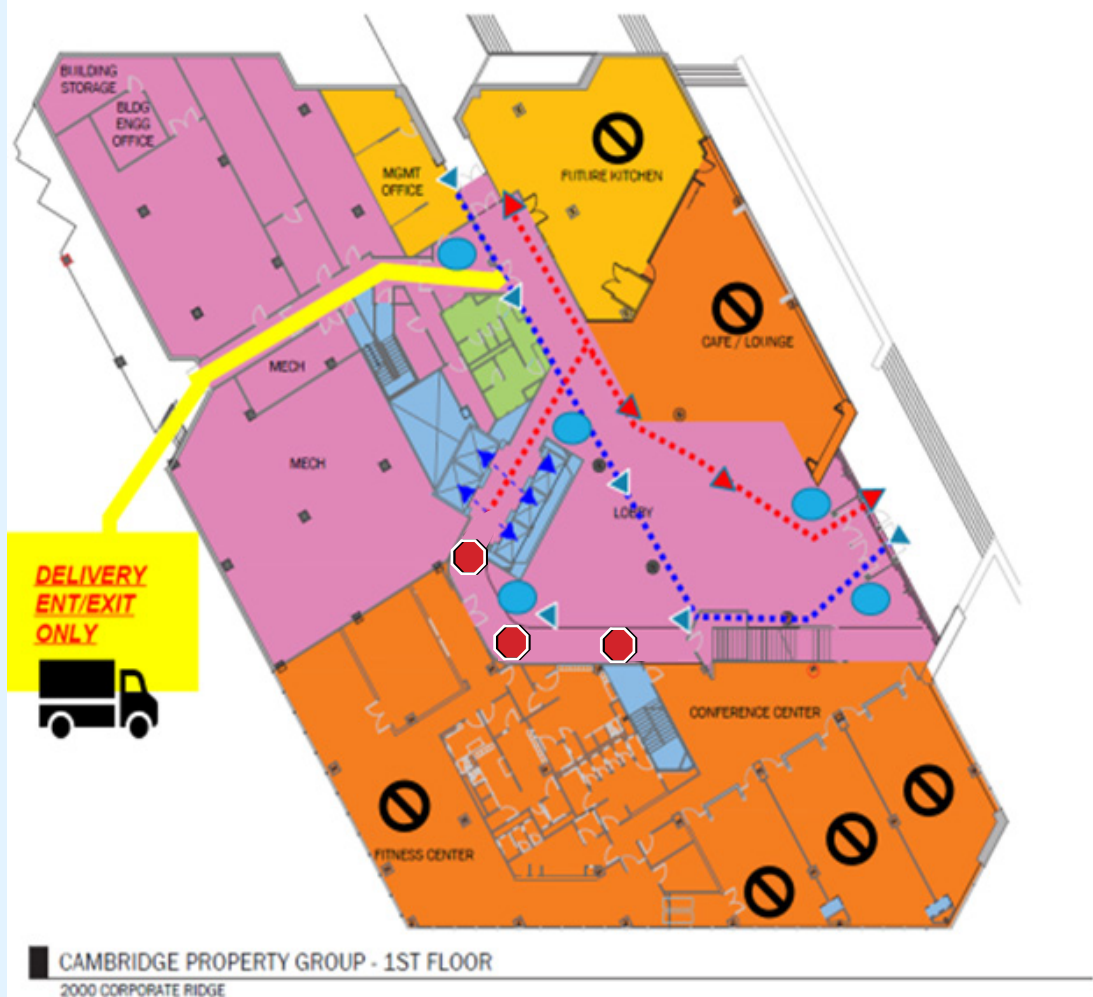 BUILDING
STORAGE
BLDG
ENGG
OFFICE
MGMT
OFFICE
FUTURE KITCHEN
CAFE / LOUNGE
MECH
MECH
LOBBY
DELIVERY
ENT/EXIT
ONLY
CONFERENCE CENTER
FITNESS CENTER
CAMBRIDGE PROPERTY GROUP - 1ST FLOOR
2000 CORPORATE RIDGE